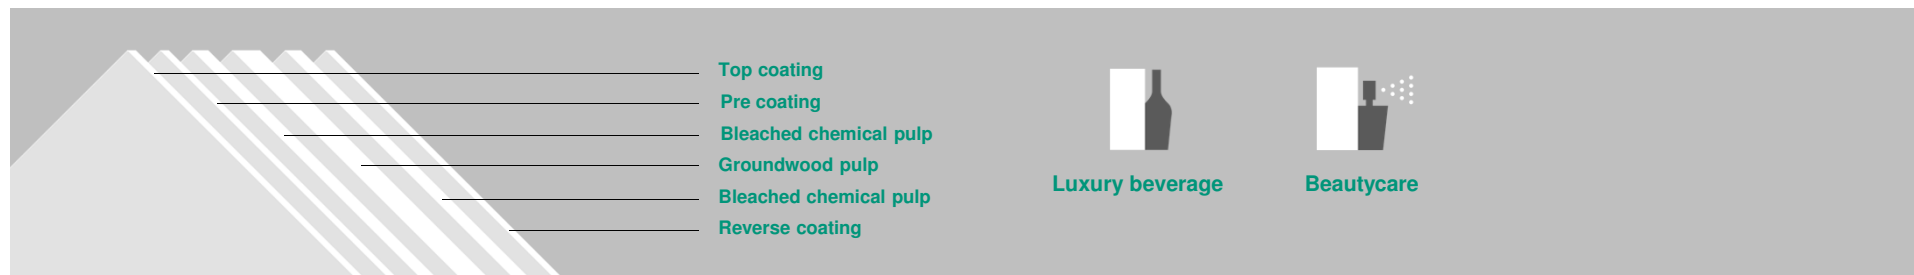 Top coating
Pre coating
Bleached chemical pulp
Groundwood pulp
Bleached chemical pulp
Reverse coating
Luxury beverage
Beautycare